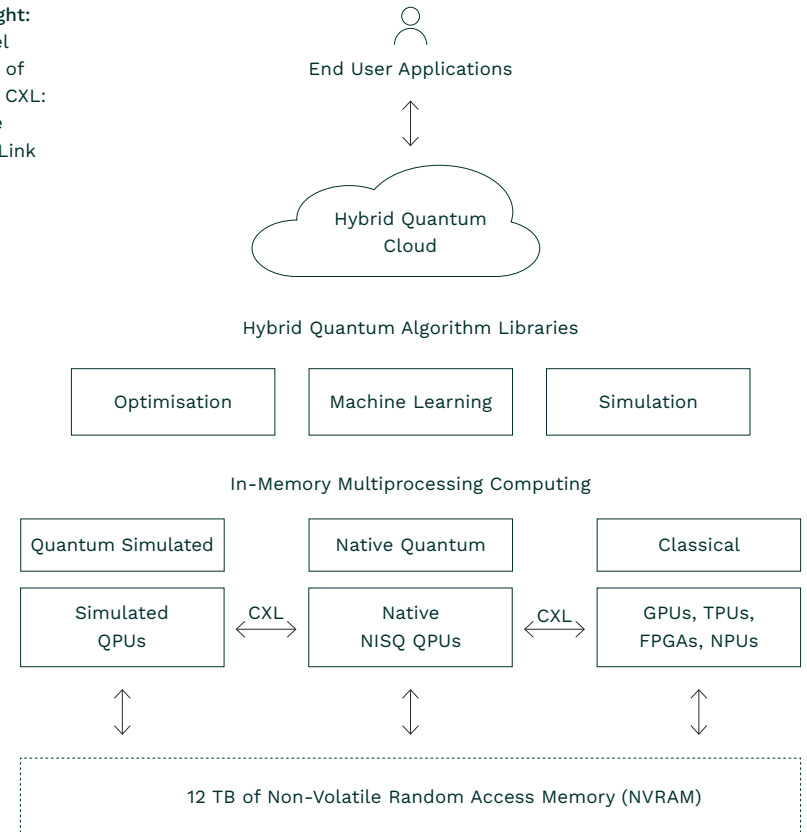 ght:
el
of
CXL:
e
Link
End User Applications
Hybrid Quantum
Cloud
Hybrid Quantum Algorithm Libraries
Optimisation
Machine Learning
Simulation
In-Memory Multiprocessing Computing
Quantum Simulated
Native Quantum
Classical
Simulated
QPUs
CXL
Native
NISQ QPUs
CXL
GPUs, TPUs,
FPGAs, NPUs
12 TB of Non-Volatile Random Access Memory (NVRAM)